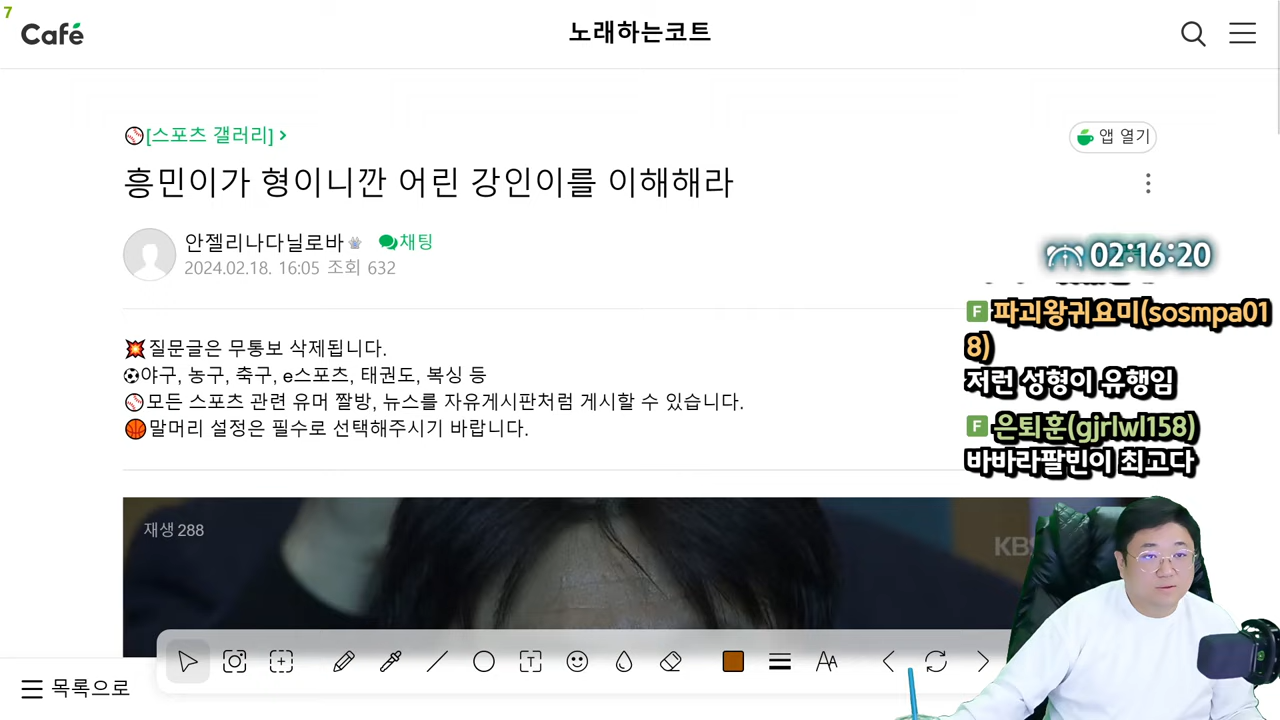 7
Café
노래하는코트
[스포츠 갤러리] >
앱 열기
흥민이가 형이니깐 어린 강인이를 이해해라
안젤리나다닐로바
채팅
2024.02.18. 16:05 조회 632
02:16:20
F 파괴왕귀요미(sosmpa01
8)
저런 성형이 유행임
F 은퇴훈(gjrlwl158)
바바라팔빈이 최고다
질문글은 무통보 삭제됩니다.
야구, 농구, 축구, e스포츠, 태권도, 복싱 등
모든 스포츠 관련 유머 짤방, 뉴스를 자유게시판처럼 게시할 수 있습니다.
말머리 설정은 필수로 선택해주시기 바랍니다.
재생 288
KBS
T
AA
목록으로